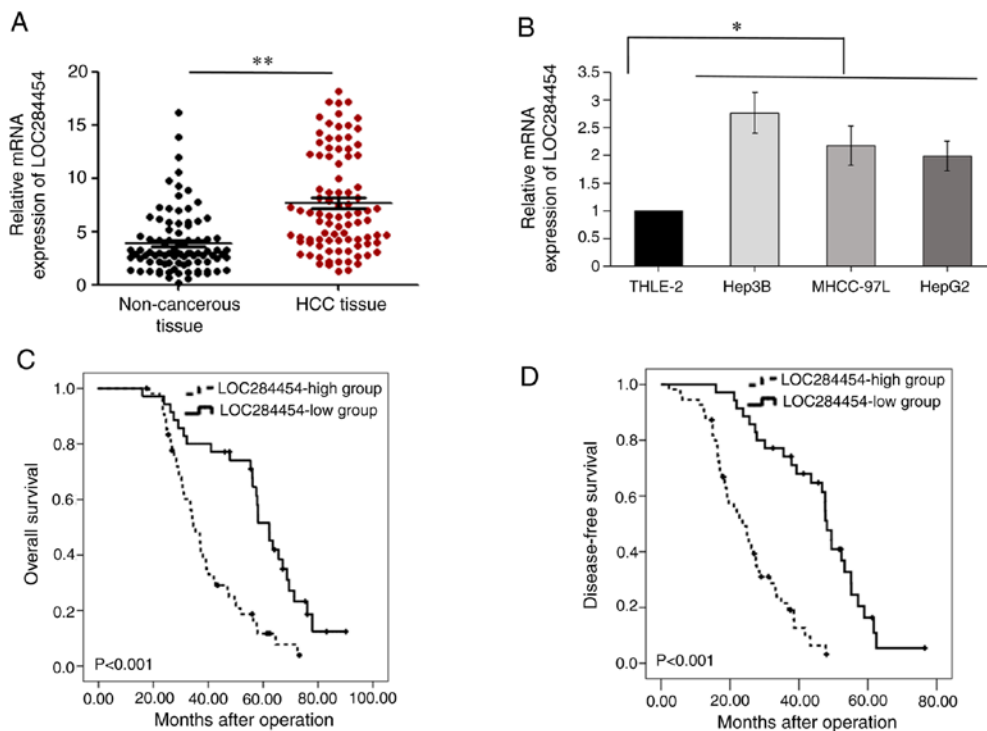 A
Relative mRNA
expression of LOC284454
20
15
10
5
0
**
Non-cancerous
tissue
HCC tissue
B
Relative mRNA
expression of LOC284454
3.5
3
2.5
2
1.5
1
0.5
0
*
THLE-2
Hep3B
MHCC-97L
HepG2
C
Overall survival
1.0
0.8
0.6
0.4
0.2
0.0
LOC284454-high group
LOC284454-low group
P<0.001
0.00 20.00 40.00 60.00 80.00 100.00
Months after operation
D
Disease-free survival
1.0
0.8
0.6
0.4
0.2
0.0
LOC284454-high group
LOC284454-low group
P<0.001
0.00 20.00 40.00 60.00 80.00
Months after operation